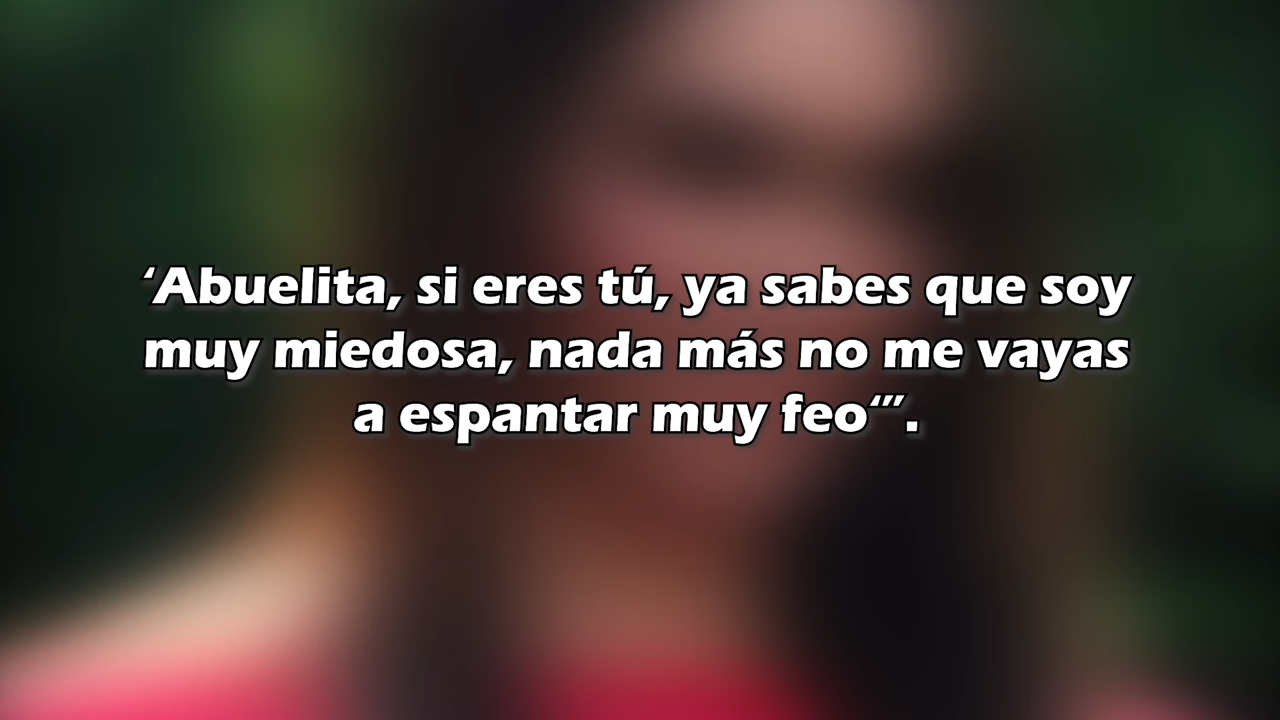 ‘Abuelita, si eres tú, ya sabes que soy
muy miedosa, nada más no me vayas
a espantar muy feo‘”.